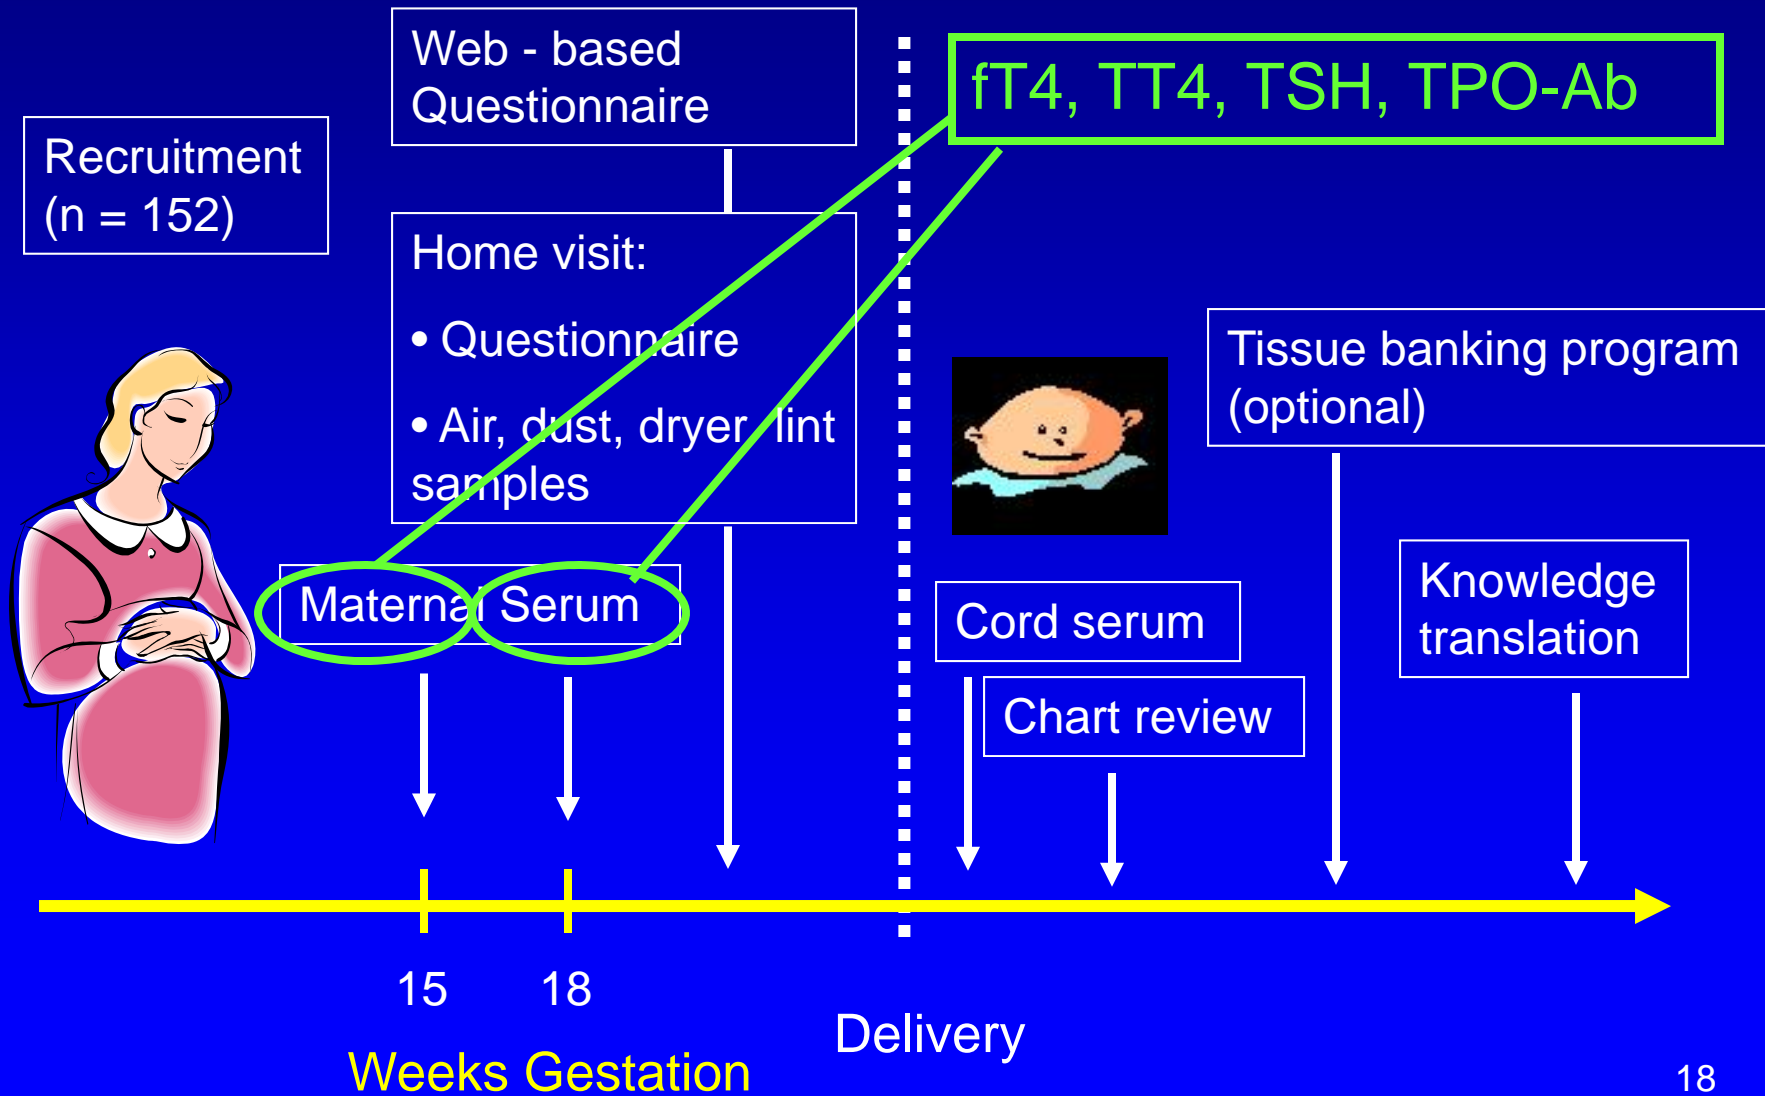 Web - based
Questionnaire
fT4, TT4, TSH, TPO-Ab
Recruitment
(n = 152)
Home visit:
• Questionnaire
• Air, dust, dryer lint
samples
Tissue banking program
(optional)
Maternal Serum
Cord serum
Knowledge
translation
Chart review
15
18
Delivery
Weeks Gestation
18